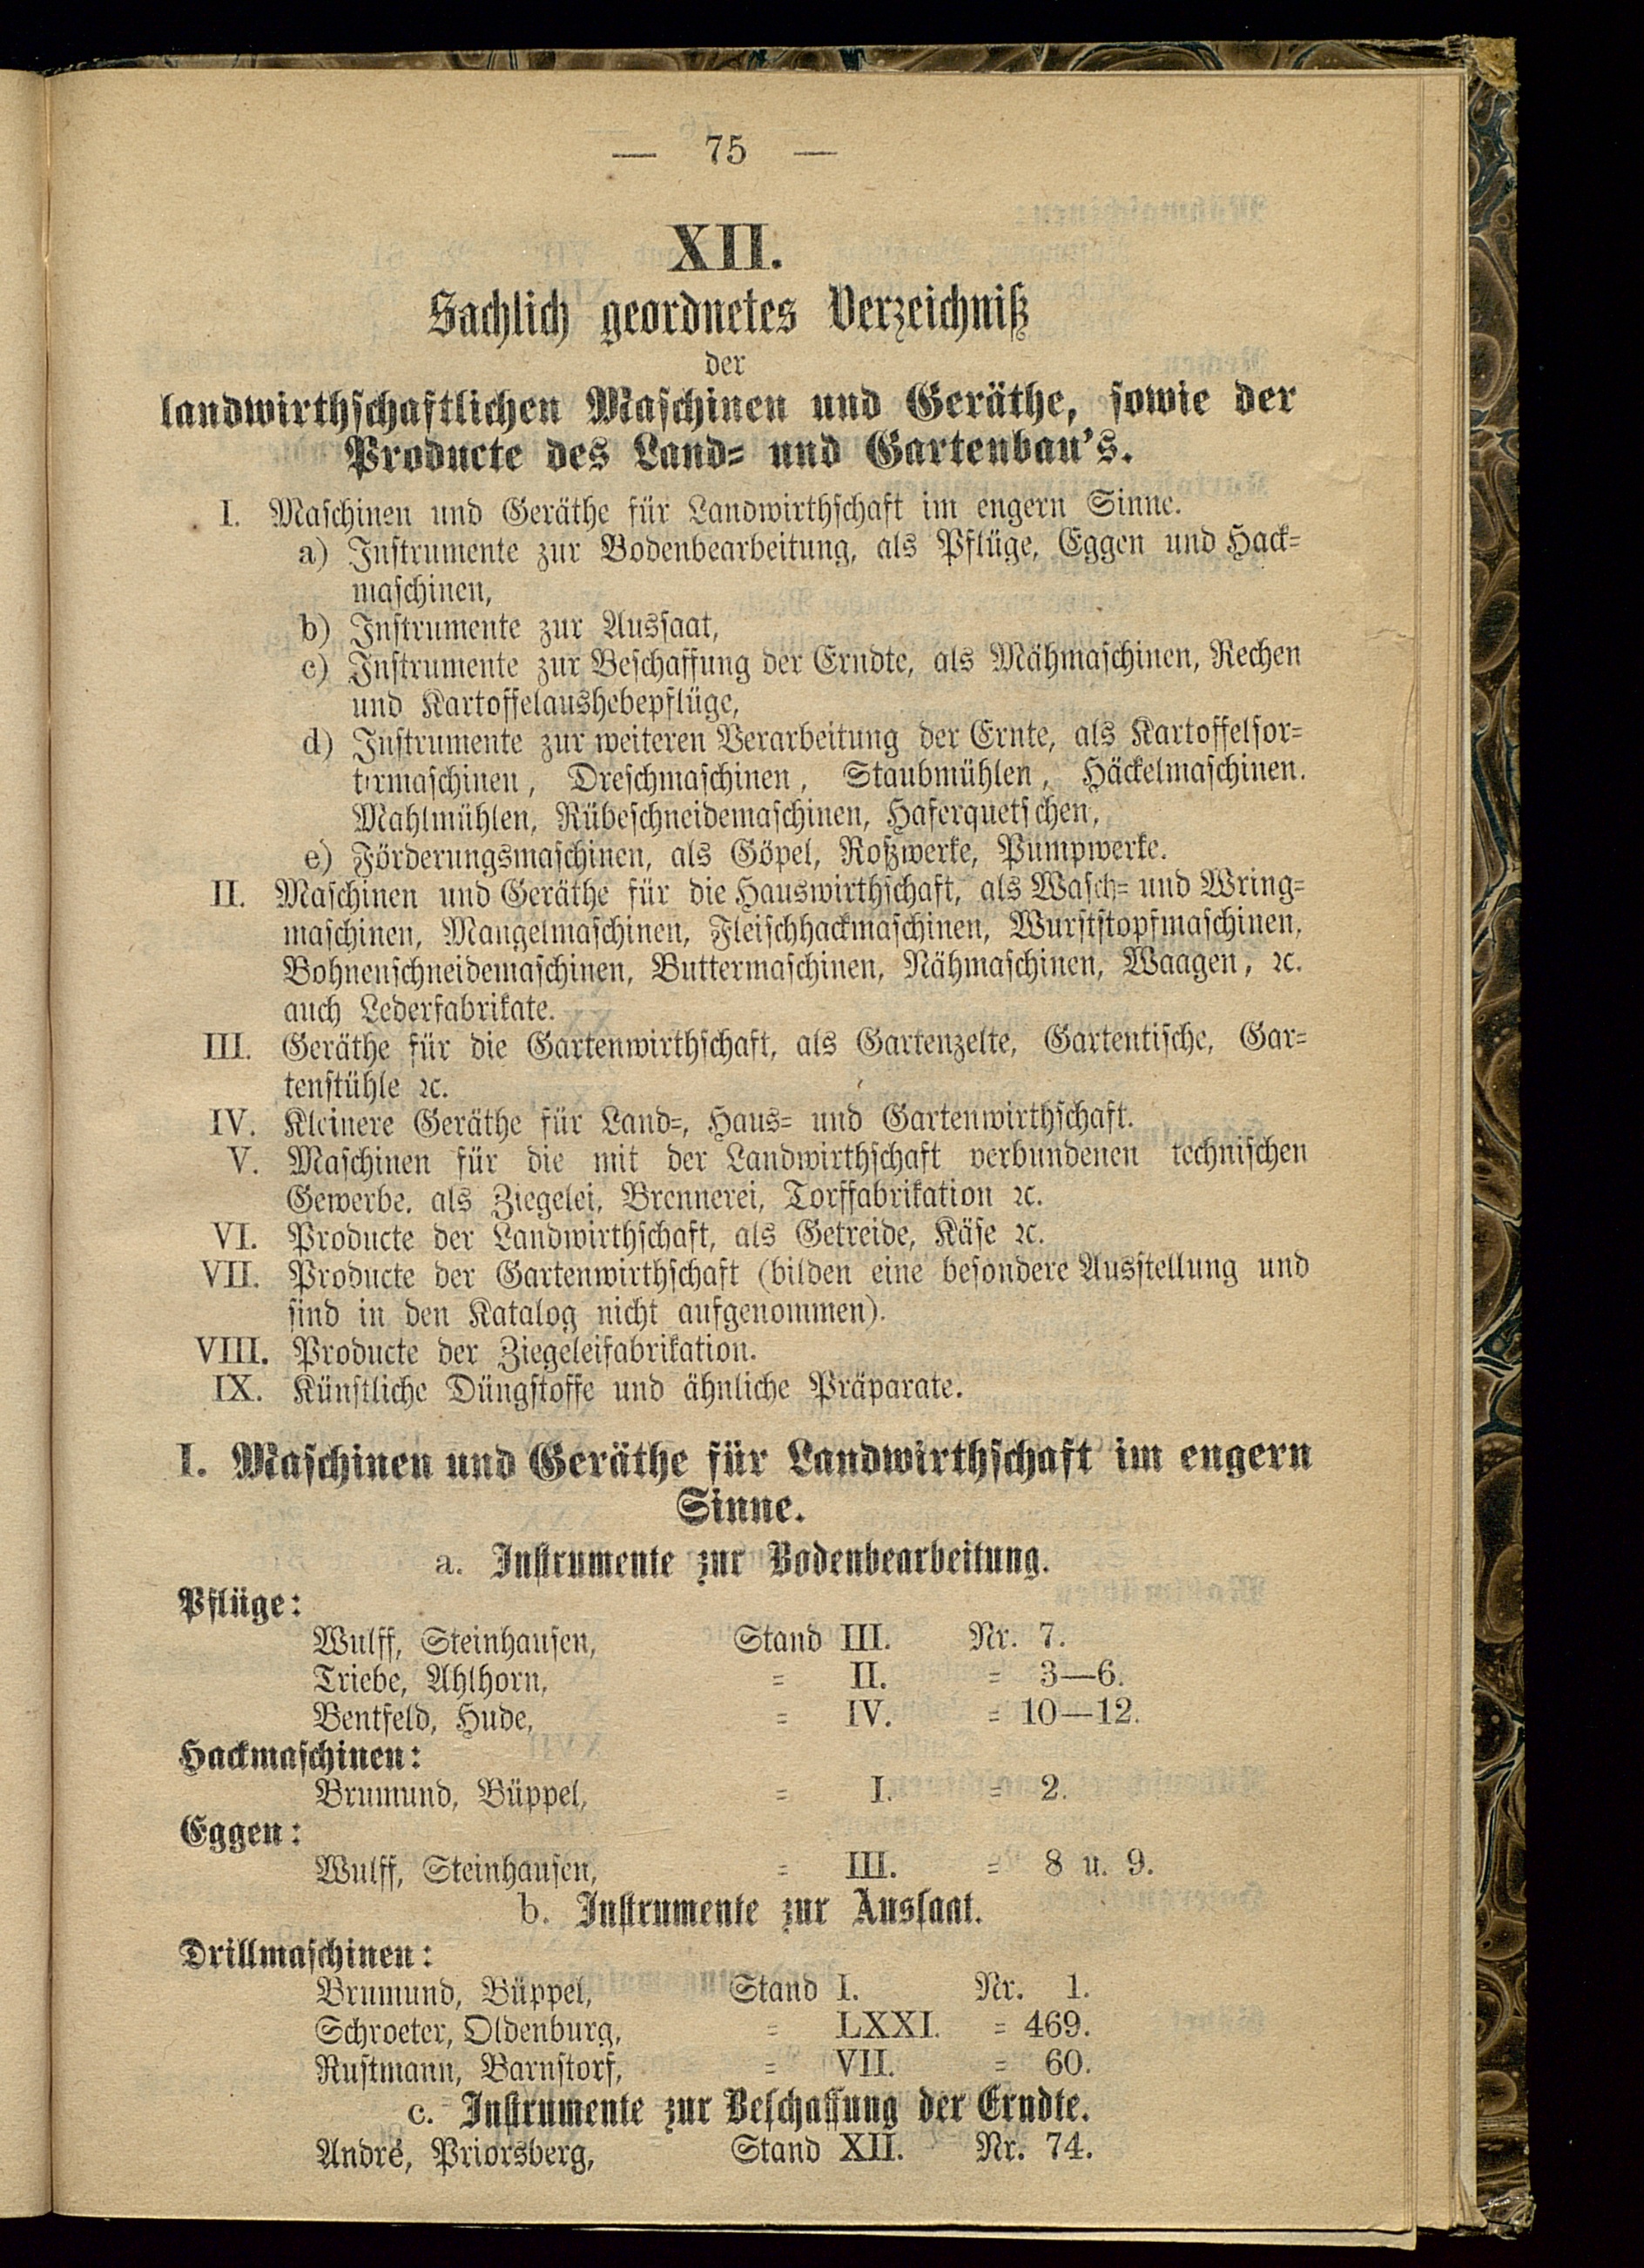 — 75 —
XII.
Sachlich geordnetes Verzeichniß
der
landwirthschaftlichen Maschinen und Geräthe, sowie der
Producte des Land- und Gartenbau's.
I. Maschinen und Geräthe für Landwirthschaft im engern Sinne.
a) Instrumente zur Bodenbearbeitung, als Pflüge, Eggen und Hack-
maschinen,
b) Instrumente zur Aussaat,
c) Instrumente zur Beschaffung der Erndte, als Mähmaschinen, Rechen
und Kartoffelaushebepflüge,
d) Instrumente zur weiteren Verarbeitung der Ernte, als Kartoffelsor-
tirmaschinen, Dreschmaschinen, Staubmühlen, Häckelmaschinen.
Mahlmühlen, Rübeschneidemaschinen, Haferquetschen,
e) Förderungsmaschinen, als Göpel, Roßwerke, Pumpwerke.
II. Maschinen und Geräthe für die Hauswirthschaft, als Wasch- und Wring-
maschinen, Mangelmaschinen, Fleischhackmaschinen, Wurststopfmaschinen,
Bohnenschneidemaschinen, Buttermaschinen, Nähmaschinen, Waagen, ꝛc.
auch Lederfabrikate.
III. Geräthe für die Gartenwirthschaft, als Gartenzelte, Gartentische, Gar-
tenstühle ꝛc.
IV. Kleinere Geräthe für Land-, Haus- und Gartenwirthschaft.
V. Maschinen für die mit der Landwirthschaft verbundenen technischen
Gewerbe. als Ziegelei, Brennerei, Torffabrikation ꝛc.
VI. Producte der Landwirthschaft, als Getreide, Käse ꝛc.
VII. Producte der Gartenwirthschaft (bilden eine besondere Ausstellung und
sind in den Katalog nicht aufgenommen).
VIII. Producte der Ziegeleifabrikation.
IX. Künstliche Düngstoffe und ähnliche Präparate.
I. Maschinen und Geräthe für Landwirthschaft im engern
Sinne.
a. Instrumente zur Bodenbearbeitung.
Pflüge:
Wulff, Steinhausen, Stand III. Nr. 7.
Triebe, Ahlhorn, = II. = 3—6.
Bentfeld, Hude, = IV. = 10—12.
Hackmaschinen:
Brumund, Büppel, = I. = 2.
Eggen:
Wulff, Steinhausen, = III. = 8 u. 9.
b. Instrumente zur Aussaat.
Drillmaschinen:
Brumund, Büppel, Stand I. Nr. 1.
Schroeter, Oldenburg, = LXXI. = 469.
Rustmann, Barnstorf, = VII. = 60.
c. Instrumente zur Beschaffung der Erndte.
André, Priorsberg, Stand XII. Nr. 74.